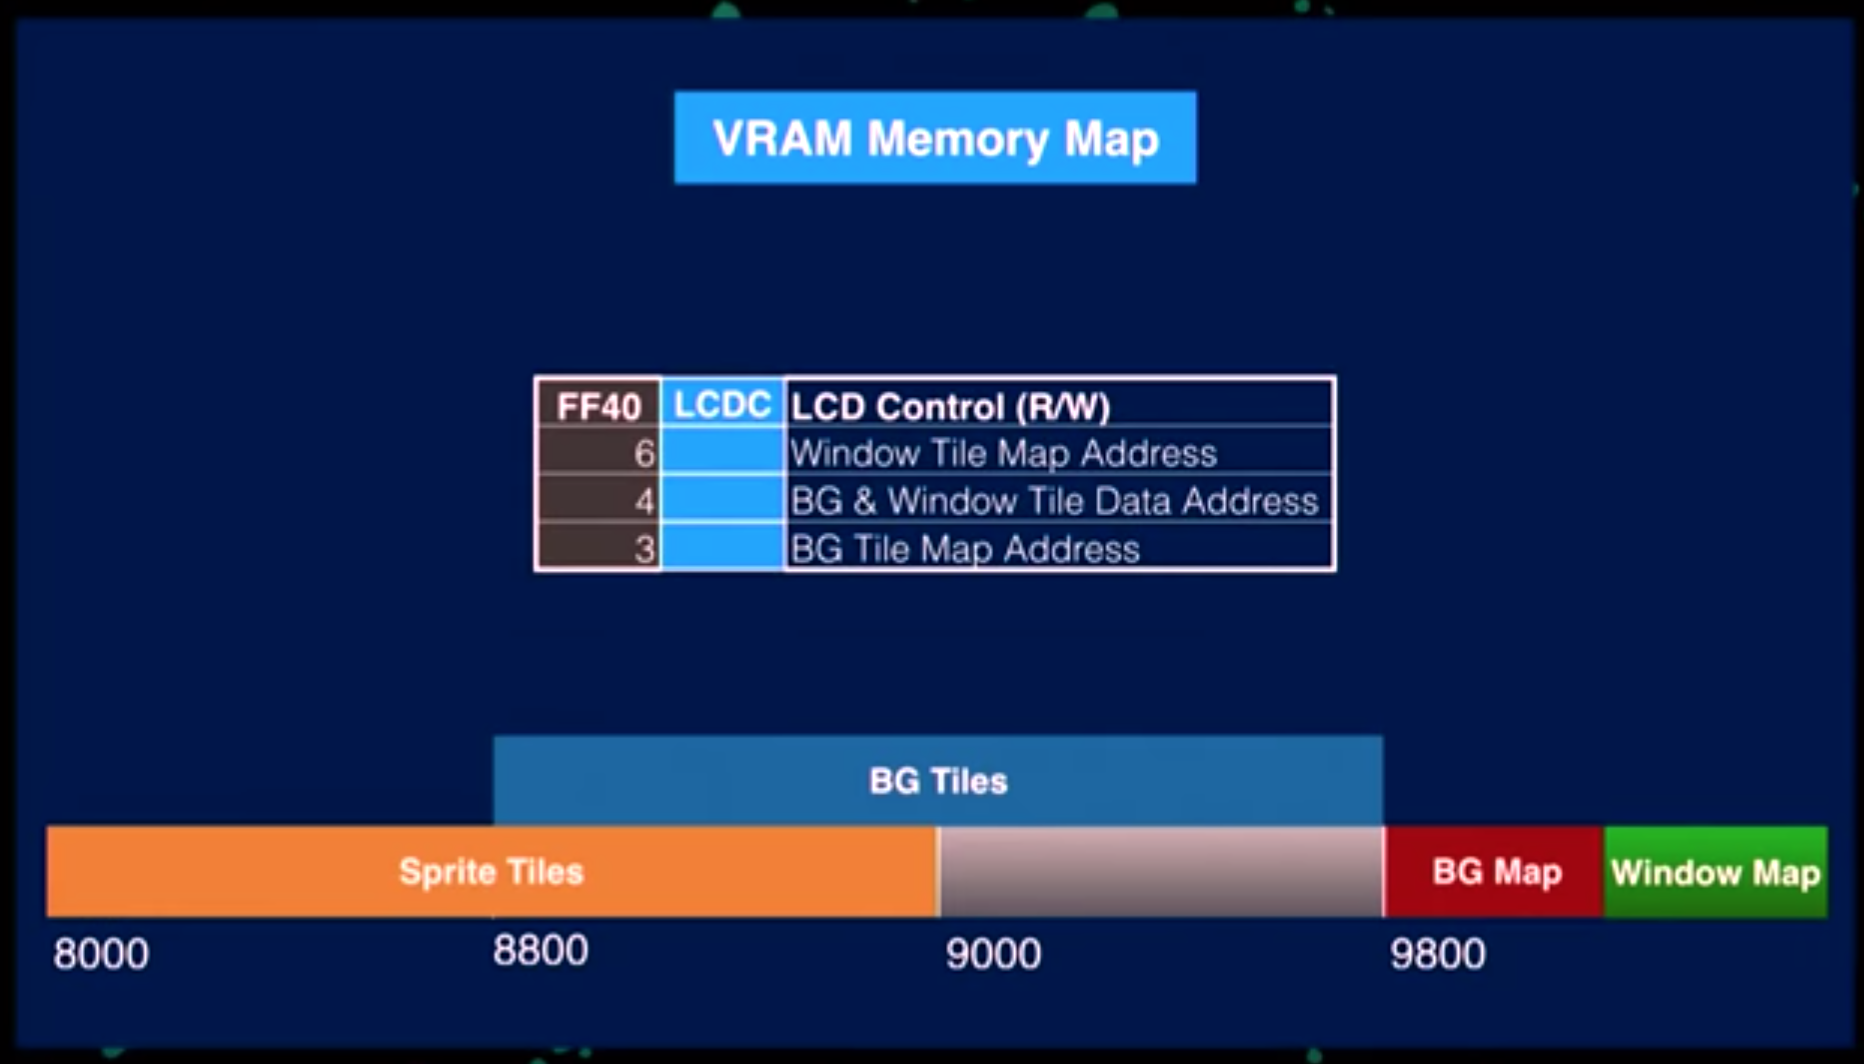 VRAM Memory Map
FF40 LCDC LCD Control (R/W)
6 Window Tile Map Address
4 BG & Window Tile Data Address
3 BG Tile Map Address
BG Tiles
Sprite Tiles BG Map Window Map
8000 8800 9000 9800